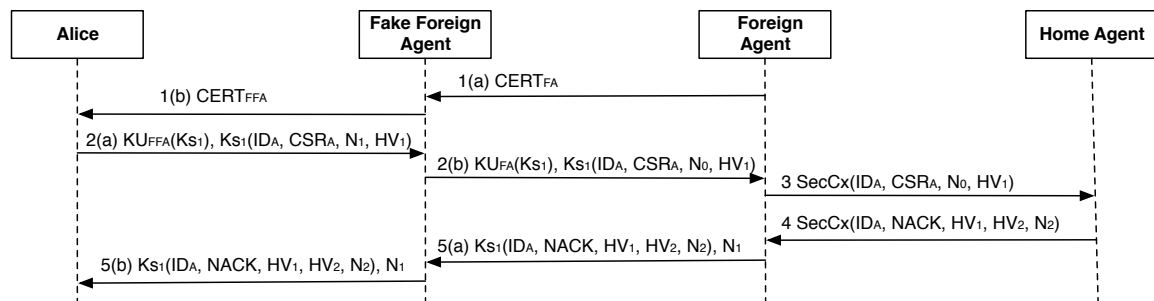 Alice
Fake Foreign
Agent
Foreign
Agent
Home Agent
1(a) CERTFA
1(b) CERTFFA
2(a) KUFFA(Ks1), Ks1(IDA, CSRA, N1, HV1)
2(b) KUFA(Ks1), Ks1(IDA, CSRA, N0, HV1)
3 SecCx(IDA, CSRA, N0, HV1)
4 SecCx(IDA, NACK, HV1, HV2, N2)
5(a) Ks1(IDA, NACK, HV1, HV2, N2), N1
5(b) Ks1(IDA, NACK, HV1, HV2, N2), N1